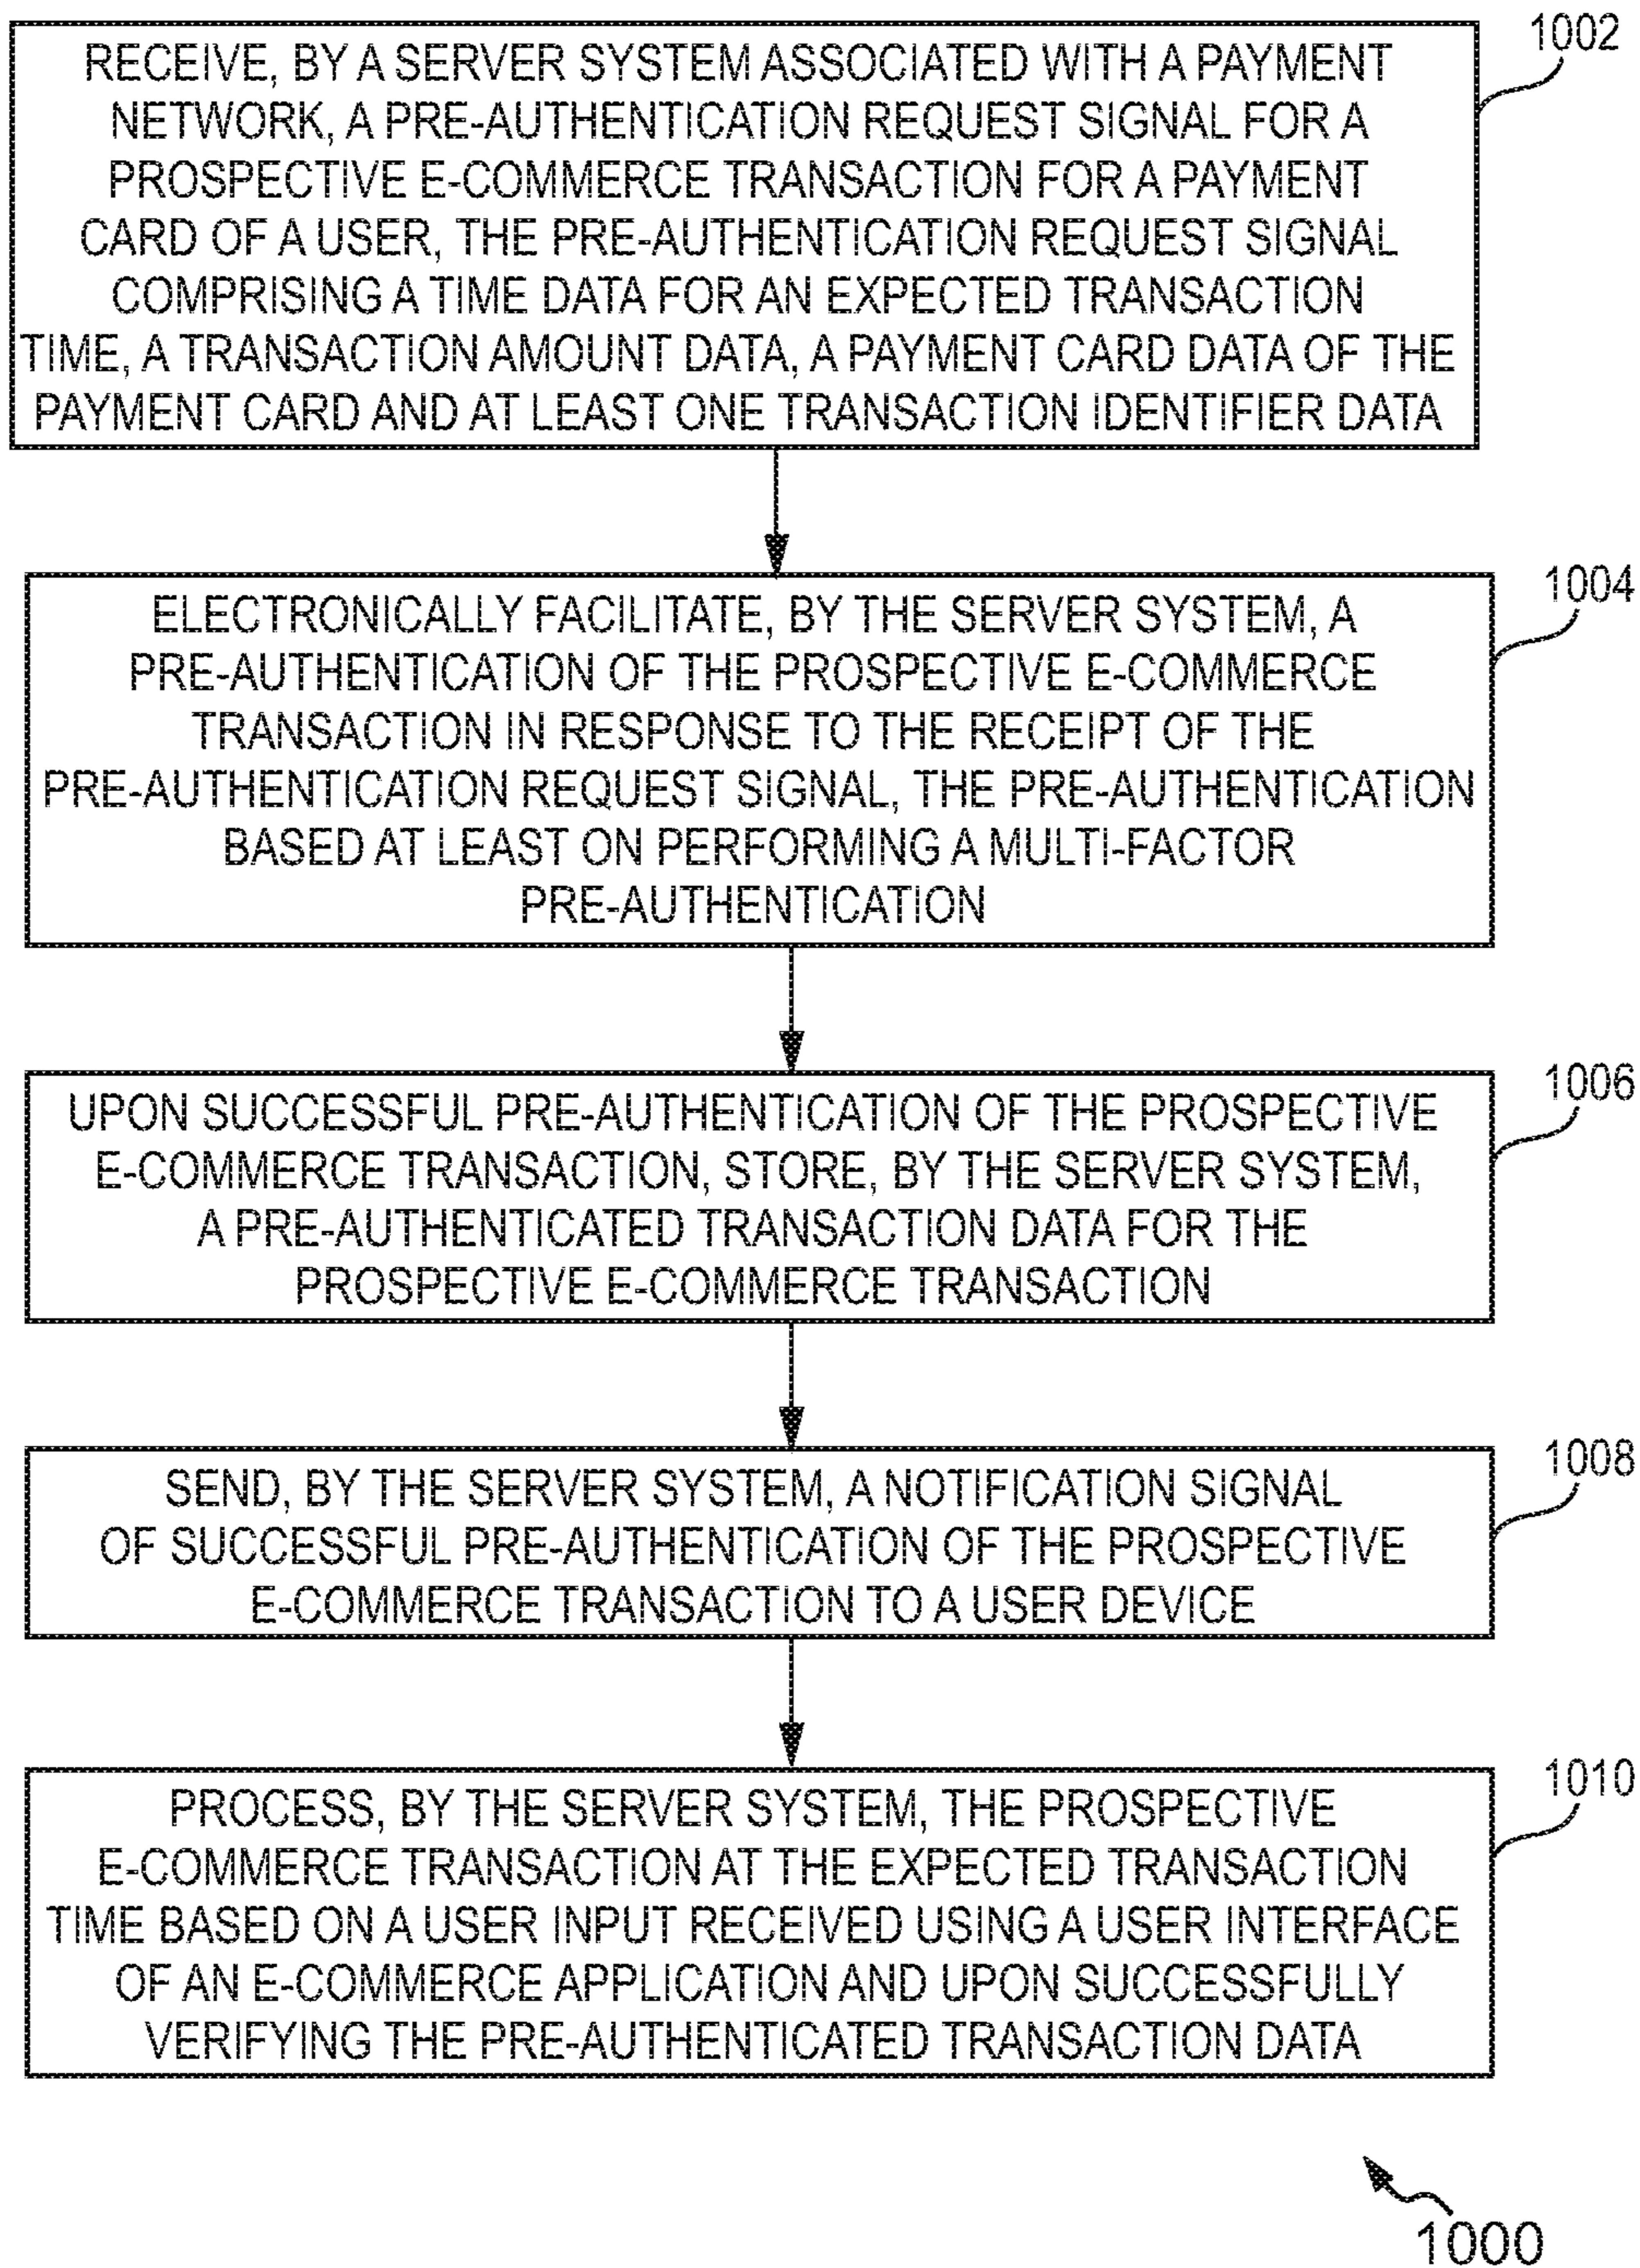 1002
RECEIVE, BY A SERVER SYSTEM ASSOCIATED WITH A PAYMENT
NETWORK, A PRE-AUTHENTICATION REQUEST SIGNAL FOR A
PROSPECTIVE E-COMMERCE TRANSACTION FOR A PAYMENT
CARD OF A USER, THE PRE-AUTHENTICATION REQUEST SIGNAL
COMPRISING A TIME DATA FOR AN EXPECTED TRANSACTION
TIME, A TRANSACTION AMOUNT DATA, A PAYMENT CARD DATA OF THE
PAYMENT CARD AND AT LEAST ONE TRANSACTION IDENTIFIER DATA
1004
ELECTRONICALLY FACILITATE, BY THE SERVER SYSTEM, A
PRE-AUTHENTICATION OF THE PROSPECTIVE E-COMMERCE
TRANSACTION IN RESPONSE TO THE RECEIPT OF THE
PRE-AUTHENTICATION REQUEST SIGNAL, THE PRE-AUTHENTICATION
BASED AT LEAST ON PERFORMING A MULTI-FACTOR
PRE-AUTHENTICATION
1006
UPON SUCCESSFUL PRE-AUTHENTICATION OF THE PROSPECTIVE
E-COMMERCE TRANSACTION, STORE, BY THE SERVER SYSTEM,
A PRE-AUTHENTICATED TRANSACTION DATA FOR THE
PROSPECTIVE E-COMMERCE TRANSACTION
1008
SEND, BY THE SERVER SYSTEM, A NOTIFICATION SIGNAL
OF SUCCESSFUL PRE-AUTHENTICATION OF THE PROSPECTIVE
E-COMMERCE TRANSACTION TO A USER DEVICE
1010
PROCESS, BY THE SERVER SYSTEM, THE PROSPECTIVE
E-COMMERCE TRANSACTION AT THE EXPECTED TRANSACTION
TIME BASED ON A USER INPUT RECEIVED USING A USER INTERFACE
OF AN E-COMMERCE APPLICATION AND UPON SUCCESSFULLY
VERIFYING THE PRE-AUTHENTICATED TRANSACTION DATA
1000